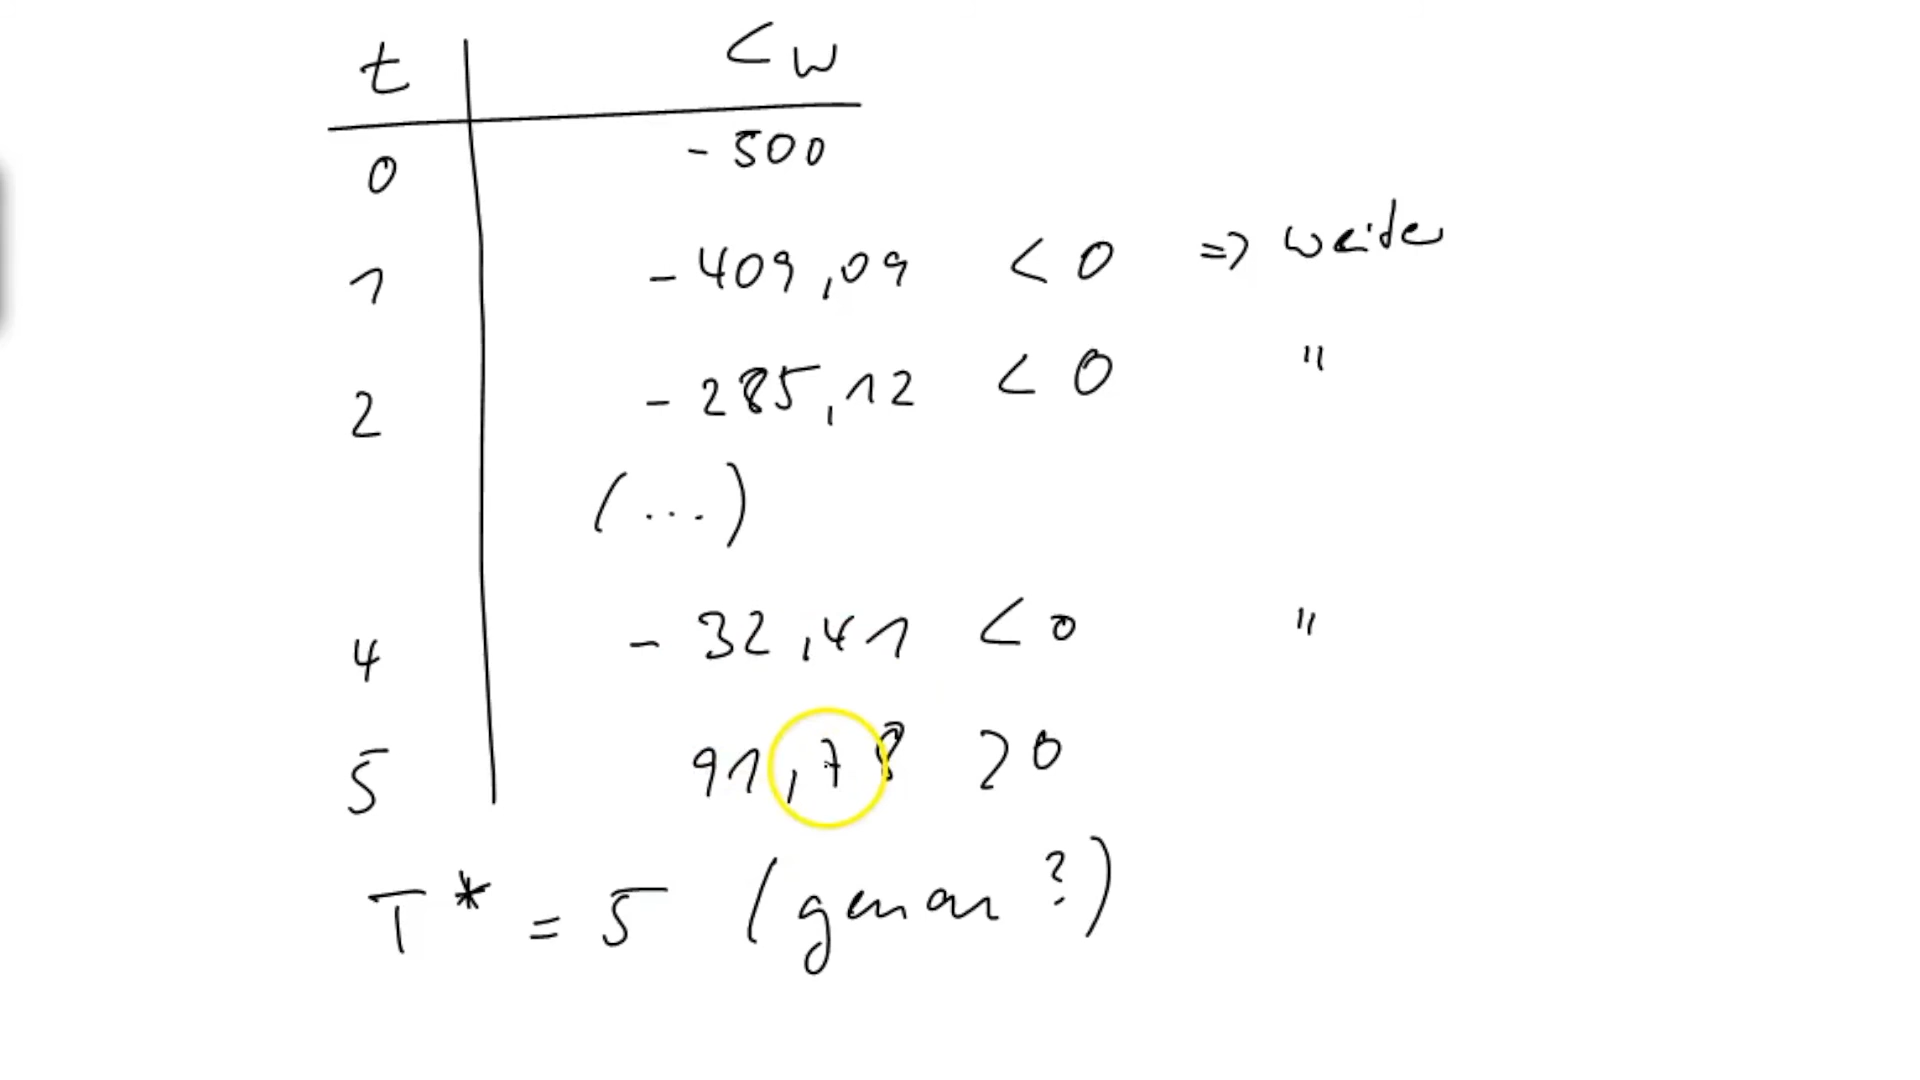 t Cw
0 - 500
1 - 409,09 < 0 => weiter
2 - 285,12 < 0 "
(...)
4 - 32,41 < 0 "
5 91,78 > 0
T* = 5 (genau?)